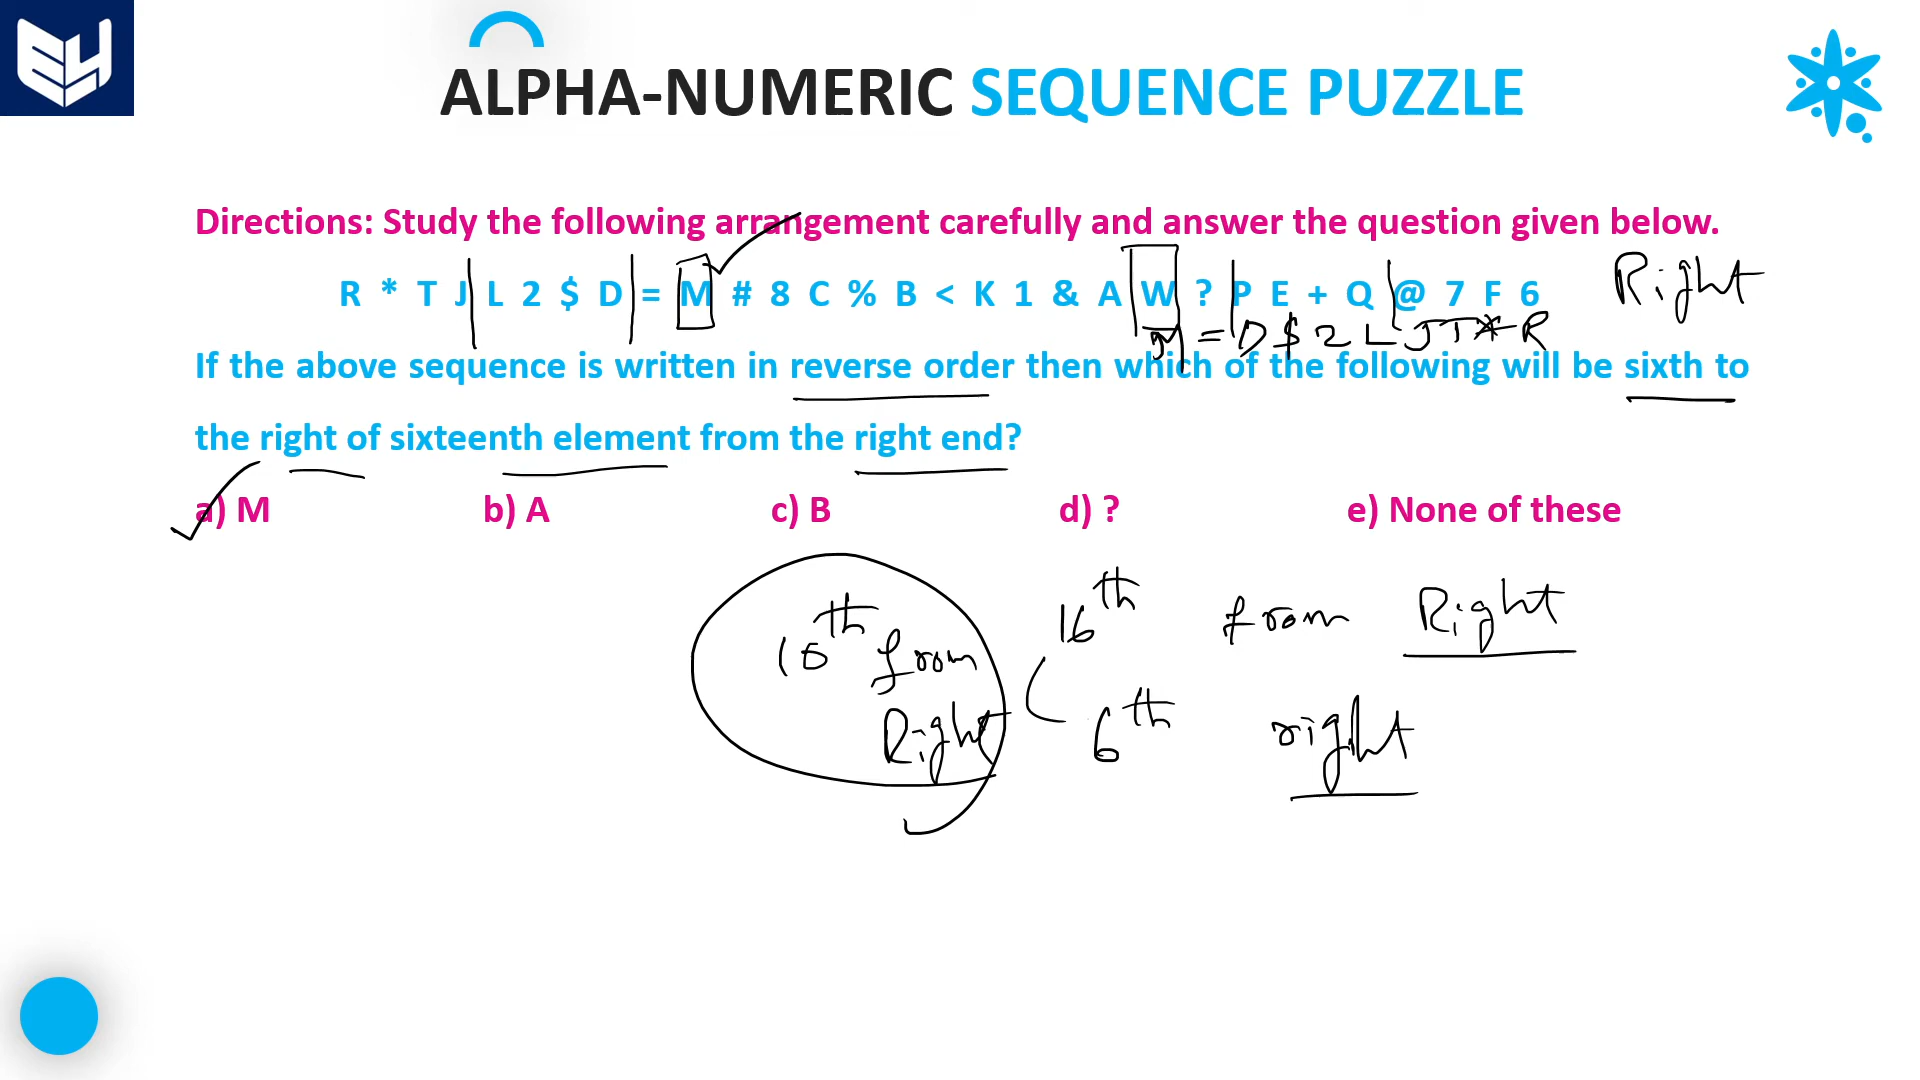 ALPHA-NUMERIC SEQUENCE PUZZLE
Directions: Study the following arrangement carefully and answer the question given below.
R * T J L 2 $ D = M # 8 C % B < K 1 & A W ? P E + Q @ 7 F 6
Right
M = D $ 2 L J T * R
If the above sequence is written in reverse order then which of the following will be sixth to
the right of sixteenth element from the right end?
a) M b) A c) B d) ? e) None of these
16th from Right
10th from
Right
6th right